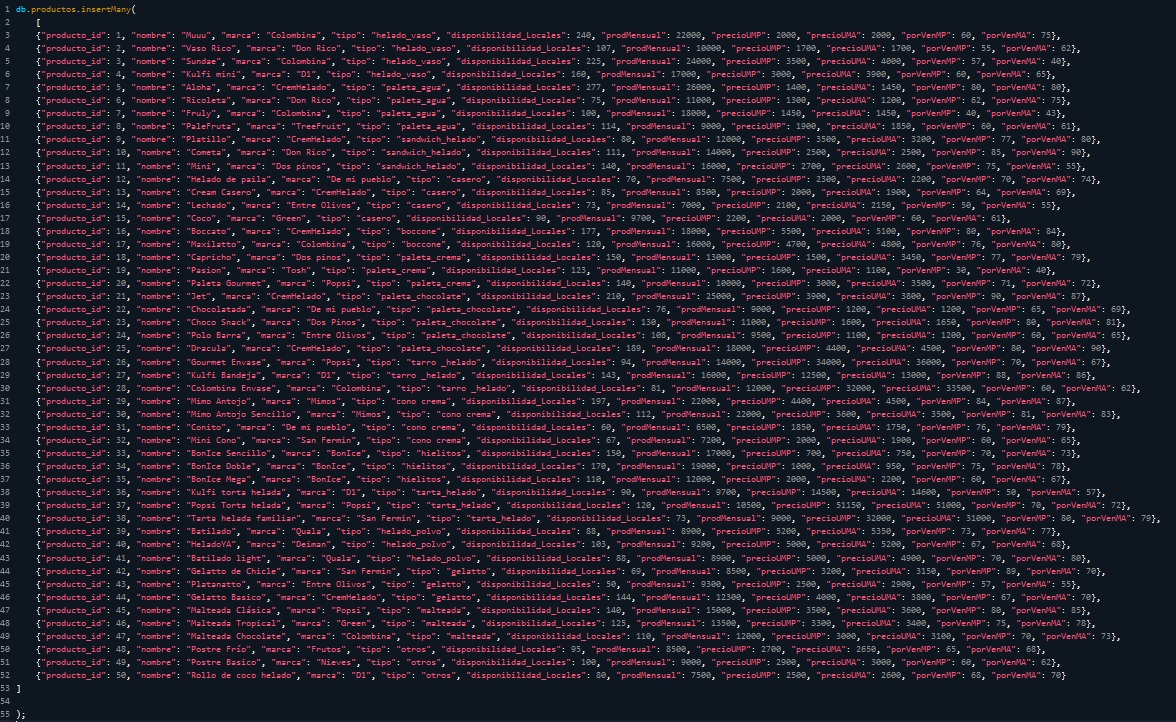 1 db.productos.insertMany(
2 [
3 {"producto_id": 1, "nombre": "Muuu", "marca": "Colombina", "tipo": "helado_vaso", "disponibilidad_Locales": 240, "prodMensual": 22000, "precioUMP": 2000, "precioUMA": 2000, "porVenMP": 60, "porVenMA": 75},
4 {"producto_id": 2, "nombre": "Vaso Rico", "marca": "Don Rico", "tipo": "helado_vaso", "disponibilidad_Locales": 107, "prodMensual": 10000, "precioUMP": 1700, "precioUMA": 1700, "porVenMP": 55, "porVenMA": 62},
5 {"producto_id": 3, "nombre": "Sundae", "marca": "Colombina", "tipo": "helado_vaso", "disponibilidad_Locales": 225, "prodMensual": 24000, "precioUMP": 3500, "precioUMA": 4000, "porVenMP": 57, "porVenMA": 40},
6 {"producto_id": 4, "nombre": "Kulfi mini", "marca": "D1", "tipo": "helado_vaso", "disponibilidad_Locales": 160, "prodMensual": 17000, "precioUMP": 3000, "precioUMA": 3900, "porVenMP": 60, "porVenMA": 65},
7 {"producto_id": 5, "nombre": "Aloha", "marca": "CremHelado", "tipo": "paleta_agua", "disponibilidad_Locales": 277, "prodMensual": 26000, "precioUMP": 1400, "precioUMA": 1450, "porVenMP": 80, "porVenMA": 80},
8 {"producto_id": 6, "nombre": "Ricoleta", "marca": "Don Rico", "tipo": "paleta_agua", "disponibilidad_Locales": 75, "prodMensual": 11000, "precioUMP": 1300, "precioUMA": 1200, "porVenMP": 62, "porVenMA": 75},
9 {"producto_id": 7, "nombre": "Fruly", "marca": "Colombina", "tipo": "paleta_agua", "disponibilidad_Locales": 100, "prodMensual": 18000, "precioUMP": 1450, "precioUMA": 1450, "porVenMP": 40, "porVenMA": 43},
10 {"producto_id": 8, "nombre": "PaleFruta", "marca": "TreeFruit", "tipo": "paleta_agua", "disponibilidad_Locales": 114, "prodMensual": 9000, "precioUMP": 1900, "precioUMA": 1850, "porVenMP": 60, "porVenMA": 61},
11 {"producto_id": 9, "nombre": "Platillo", "marca": "CremHelado", "tipo": "sandwich_helado", "disponibilidad_Locales": 80, "prodMensual": 12000, "precioUMP": 3500, "precioUMA": 3200, "porVenMP": 77, "porVenMA": 80},
12 {"producto_id": 10, "nombre": "Cometa", "marca": "Don Rico", "tipo": "sandwich_helado", "disponibilidad_Locales": 111, "prodMensual": 14000, "precioUMP": 2500, "precioUMA": 2500, "porVenMP": 85, "porVenMA": 90},
13 {"producto_id": 11, "nombre": "Mini", "marca": "Dos pinos", "tipo": "sandwich_helado", "disponibilidad_Locales": 140, "prodMensual": 16000, "precioUMP": 2700, "precioUMA": 2600, "porVenMP": 75, "porVenMA": 55},
14 {"producto_id": 12, "nombre": "Helado de paila", "marca": "De mi pueblo", "tipo": "casero", "disponibilidad_Locales": 70, "prodMensual": 7500, "precioUMP": 2300, "precioUMA": 2200, "porVenMP": 70, "porVenMA": 74},
15 {"producto_id": 13, "nombre": "Cream Casero", "marca": "CremHelado", "tipo": "casero", "disponibilidad_Locales": 85, "prodMensual": 8500, "precioUMP": 2000, "precioUMA": 1900, "porVenMP": 64, "porVenMA": 69},
16 {"producto_id": 14, "nombre": "Lechado", "marca": "Entre Olivos", "tipo": "casero", "disponibilidad_Locales": 73, "prodMensual": 7000, "precioUMP": 2100, "precioUMA": 2150, "porVenMP": 50, "porVenMA": 55},
17 {"producto_id": 15, "nombre": "Coco", "marca": "Green", "tipo": "casero", "disponibilidad_Locales": 90, "prodMensual": 9700, "precioUMP": 2200, "precioUMA": 2000, "porVenMP": 60, "porVenMA": 61},
18 {"producto_id": 16, "nombre": "Boccato", "marca": "CremHelado", "tipo": "boccone", "disponibilidad_Locales": 177, "prodMensual": 18000, "precioUMP": 5500, "precioUMA": 5100, "porVenMP": 80, "porVenMA": 84},
19 {"producto_id": 17, "nombre": "Maxilatto", "marca": "Colombina", "tipo": "boccone", "disponibilidad_Locales": 120, "prodMensual": 16000, "precioUMP": 4700, "precioUMA": 4800, "porVenMP": 76, "porVenMA": 80},
20 {"producto_id": 18, "nombre": "Capricho", "marca": "Dos pinos", "tipo": "paleta_crema", "disponibilidad_Locales": 150, "prodMensual": 13000, "precioUMP": 1500, "precioUMA": 3450, "porVenMP": 77, "porVenMA": 79},
21 {"producto_id": 19, "nombre": "Pasion", "marca": "Tosh", "tipo": "paleta_crema", "disponibilidad_Locales": 123, "prodMensual": 11000, "precioUMP": 1600, "precioUMA": 1100, "porVenMP": 30, "porVenMA": 40},
22 {"producto_id": 20, "nombre": "Paleta Gourmet", "marca": "Popsi", "tipo": "paleta_crema", "disponibilidad_Locales": 140, "prodMensual": 10000, "precioUMP": 3000, "precioUMA": 3500, "porVenMP": 71, "porVenMA": 72},
23 {"producto_id": 21, "nombre": "Jet", "marca": "CremHelado", "tipo": "paleta_chocolate", "disponibilidad_Locales": 210, "prodMensual": 25000, "precioUMP": 3900, "precioUMA": 3800, "porVenMP": 90, "porVenMA": 87},
24 {"producto_id": 22, "nombre": "Chocolatada", "marca": "De mi pueblo", "tipo": "paleta_chocolate", "disponibilidad_Locales": 76, "prodMensual": 9000, "precioUMP": 1200, "precioUMA": 1200, "porVenMP": 65, "porVenMA": 69},
25 {"producto_id": 23, "nombre": "Choco Snack", "marca": "Dos Pinos", "tipo": "paleta_chocolate", "disponibilidad_Locales": 130, "prodMensual": 11000, "precioUMP": 1600, "precioUMA": 1650, "porVenMP": 80, "porVenMA": 81},
26 {"producto_id": 24, "nombre": "Polo Barra", "marca": "Entre Olivos", "tipo": "paleta_chocolate", "disponibilidad_Locales": 108, "prodMensual": 9500, "precioUMP": 1100, "precioUMA": 1200, "porVenMP": 60, "porVenMA": 65},
27 {"producto_id": 25, "nombre": "Dracula", "marca": "CremHelado", "tipo": "paleta_chocolate", "disponibilidad_Locales": 189, "prodMensual": 18000, "precioUMP": 4400, "precioUMA": 4500, "porVenMP": 80, "porVenMA": 90},
28 {"producto_id": 26, "nombre": "Gourmet Envase", "marca": "Popsi", "tipo": "tarro _helado", "disponibilidad_Locales": 94, "prodMensual": 14000, "precioUMP": 34000, "precioUMA": 36000, "porVenMP": 70, "porVenMA": 67},
29 {"producto_id": 27, "nombre": "Kulfi Bandeja", "marca": "D1", "tipo": "tarro _helado", "disponibilidad_Locales": 143, "prodMensual": 16000, "precioUMP": 12500, "precioUMA": 13000, "porVenMP": 88, "porVenMA": 86},
30 {"producto_id": 28, "nombre": "Colombina Envase", "marca": "Colombina", "tipo": "tarro _helado", "disponibilidad_Locales": 81, "prodMensual": 12000, "precioUMP": 32000, "precioUMA": 33500, "porVenMP": 60, "porVenMA": 62},
31 {"producto_id": 29, "nombre": "Mimo Antojo", "marca": "Mimos", "tipo": "cono crema", "disponibilidad_Locales": 197, "prodMensual": 22000, "precioUMP": 4400, "precioUMA": 4500, "porVenMP": 84, "porVenMA": 87},
32 {"producto_id": 30, "nombre": "Mimo Antojo Sencillo", "marca": "Mimos", "tipo": "cono crema", "disponibilidad_Locales": 112, "prodMensual": 22000, "precioUMP": 3600, "precioUMA": 3500, "porVenMP": 81, "porVenMA": 83},
33 {"producto_id": 31, "nombre": "Conito", "marca": "De mi pueblo", "tipo": "cono crema", "disponibilidad_Locales": 60, "prodMensual": 6500, "precioUMP": 1850, "precioUMA": 1750, "porVenMP": 76, "porVenMA": 79},
34 {"producto_id": 32, "nombre": "Mini Cono", "marca": "San Fermin", "tipo": "cono crema", "disponibilidad_Locales": 67, "prodMensual": 7200, "precioUMP": 2000, "precioUMA": 1900, "porVenMP": 60, "porVenMA": 65},
35 {"producto_id": 33, "nombre": "BonIce Sencillo", "marca": "BonIce", "tipo": "hielitos", "disponibilidad_Locales": 150, "prodMensual": 17000, "precioUMP": 700, "precioUMA": 750, "porVenMP": 70, "porVenMA": 73},
36 {"producto_id": 34, "nombre": "BonIce Doble", "marca": "BonIce", "tipo": "hielitos", "disponibilidad_Locales": 170, "prodMensual": 19000, "precioUMP": 1000, "precioUMA": 950, "porVenMP": 75, "porVenMA": 78},
37 {"producto_id": 35, "nombre": "BonIce Mega", "marca": "BonIce", "tipo": "hielitos", "disponibilidad_Locales": 110, "prodMensual": 12000, "precioUMP": 2000, "precioUMA": 2200, "porVenMP": 60, "porVenMA": 67},
38 {"producto_id": 36, "nombre": "Kulfi torta helada", "marca": "D1", "tipo": "tarta_helado", "disponibilidad_Locales": 90, "prodMensual": 9700, "precioUMP": 14500, "precioUMA": 14600, "porVenMP": 50, "porVenMA": 57},
39 {"producto_id": 37, "nombre": "Popsi Torta helada", "marca": "Popsi", "tipo": "tarta_helado", "disponibilidad_Locales": 120, "prodMensual": 10500, "precioUMP": 51150, "precioUMA": 51000, "porVenMP": 70, "porVenMA": 72},
40 {"producto_id": 38, "nombre": "Tarta helada familiar", "marca": "San Fermin", "tipo": "tarta_helado", "disponibilidad_Locales": 73, "prodMensual": 9000, "precioUMP": 32000, "precioUMA": 31000, "porVenMP": 80, "porVenMA": 79},
41 {"producto_id": 39, "nombre": "Batilado", "marca": "Quala", "tipo": "helado_polvo", "disponibilidad_Locales": 88, "prodMensual": 8900, "precioUMP": 5200, "precioUMA": 5350, "porVenMP": 73, "porVenMA": 77},
42 {"producto_id": 40, "nombre": "HeladoYA", "marca": "Deiman", "tipo": "helado_polvo", "disponibilidad_Locales": 103, "prodMensual": 9200, "precioUMP": 5000, "precioUMA": 5200, "porVenMP": 67, "porVenMA": 68},
43 {"producto_id": 41, "nombre": "Batilado light", "marca": "Quala", "tipo": "helado_polvo", "disponibilidad_Locales": 88, "prodMensual": 8900, "precioUMP": 5000, "precioUMA": 4900, "porVenMP": 70, "porVenMA": 80},
44 {"producto_id": 42, "nombre": "Gelatto de Chicle", "marca": "San Fermin", "tipo": "gelatto", "disponibilidad_Locales": 69, "prodMensual": 8500, "precioUMP": 3200, "precioUMA": 3150, "porVenMP": 89, "porVenMA": 70},
45 {"producto_id": 43, "nombre": "Platanatto", "marca": "Entre Olivos", "tipo": "gelatto", "disponibilidad_Locales": 50, "prodMensual": 9300, "precioUMP": 2500, "precioUMA": 2900, "porVenMP": 57, "porVenMA": 55},
46 {"producto_id": 44, "nombre": "Gelatto Basico", "marca": "CremHelado", "tipo": "gelatto", "disponibilidad_Locales": 144, "prodMensual": 12300, "precioUMP": 4000, "precioUMA": 3800, "porVenMP": 67, "porVenMA": 70},
47 {"producto_id": 45, "nombre": "Malteada Clásica", "marca": "Popsi", "tipo": "malteada", "disponibilidad_Locales": 140, "prodMensual": 15000, "precioUMP": 3500, "precioUMA": 3600, "porVenMP": 80, "porVenMA": 85},
48 {"producto_id": 46, "nombre": "Malteada Tropical", "marca": "Green", "tipo": "malteada", "disponibilidad_Locales": 125, "prodMensual": 13500, "precioUMP": 3300, "precioUMA": 3400, "porVenMP": 75, "porVenMA": 78},
49 {"producto_id": 47, "nombre": "Malteada Chocolate", "marca": "Colombina", "tipo": "malteada", "disponibilidad_Locales": 110, "prodMensual": 12000, "precioUMP": 3000, "precioUMA": 3100, "porVenMP": 70, "porVenMA": 73},
50 {"producto_id": 48, "nombre": "Postre Frío", "marca": "Frutos", "tipo": "otros", "disponibilidad_Locales": 95, "prodMensual": 8500, "precioUMP": 2700, "precioUMA": 2650, "porVenMP": 65, "porVenMA": 68},
51 {"producto_id": 49, "nombre": "Postre Basico", "marca": "Nieves", "tipo": "otros", "disponibilidad_Locales": 100, "prodMensual": 9000, "precioUMP": 2900, "precioUMA": 3000, "porVenMP": 60, "porVenMA": 62},
52 {"producto_id": 50, "nombre": "Rollo de coco helado", "marca": "D1", "tipo": "otros", "disponibilidad_Locales": 80, "prodMensual": 7500, "precioUMP": 2500, "precioUMA": 2600, "porVenMP": 68, "porVenMA": 70}
53 ]
54
55 );